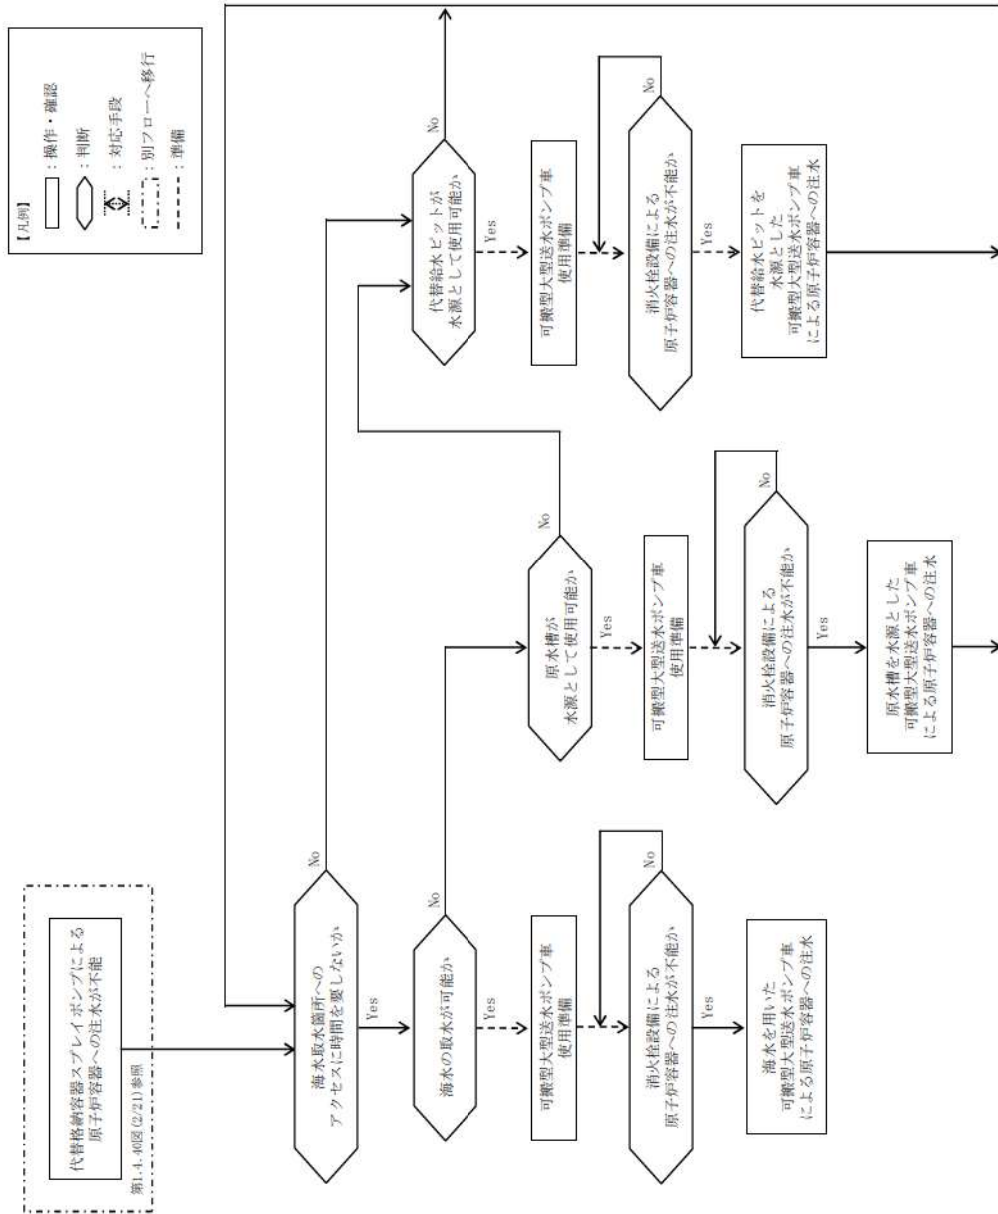 【凡例】
：操作・確認
：判断
：対応手段
：別フローへ移行
：準備
代替格納容器スプレイポンプによる
原子炉容器への注水が不能
第1.4.40図(2/21)参照
海水取水箇所への
アクセスに時間を要しないか
No
Yes
海水の取水が可能か
No
Yes
可搬型大型送水ポンプ車
使用準備
消火栓設備による
原子炉容器への注水が不能か
No
Yes
海水を用いた
可搬型大型送水ポンプ車
による原子炉容器への注水
原水槽が
水源として使用可能か
No
Yes
可搬型大型送水ポンプ車
使用準備
消火栓設備による
原子炉容器への注水が不能か
No
Yes
原水槽を水源とした
可搬型大型送水ポンプ車
による原子炉容器への注水
代替給水ピットが
水源として使用可能か
No
Yes
可搬型大型送水ポンプ車
使用準備
消火栓設備による
原子炉容器への注水が不能か
No
Yes
代替給水ピットを
水源とした
可搬型大型送水ポンプ車
による原子炉容器への注水